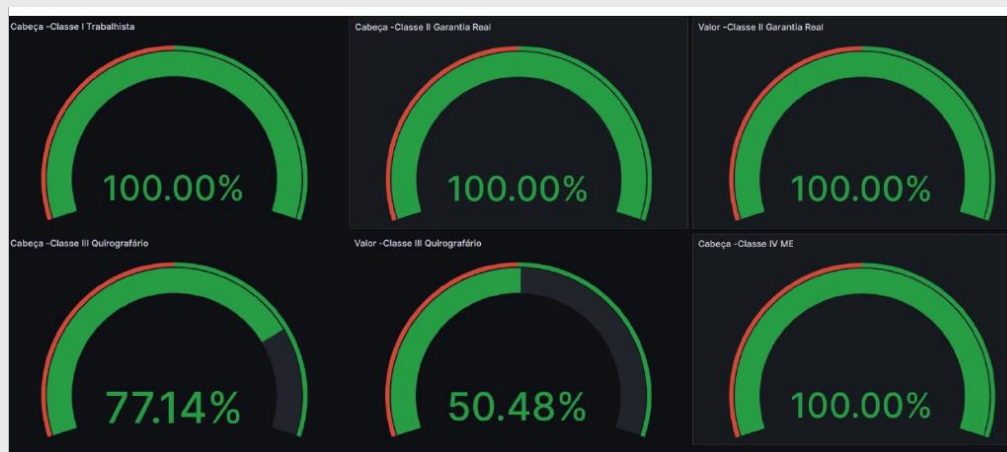 Cabeça -Classe I Trabalhista
100.00%
Cabeça -Classe II Garantia Real
100.00%
Valor -Classe II Garantia Real
100.00%
Cabeça -Classe III Quirografário
77.14%
Valor -Classe III Quirografário
50.48%
Cabeça -Classe IV ME
100.00%